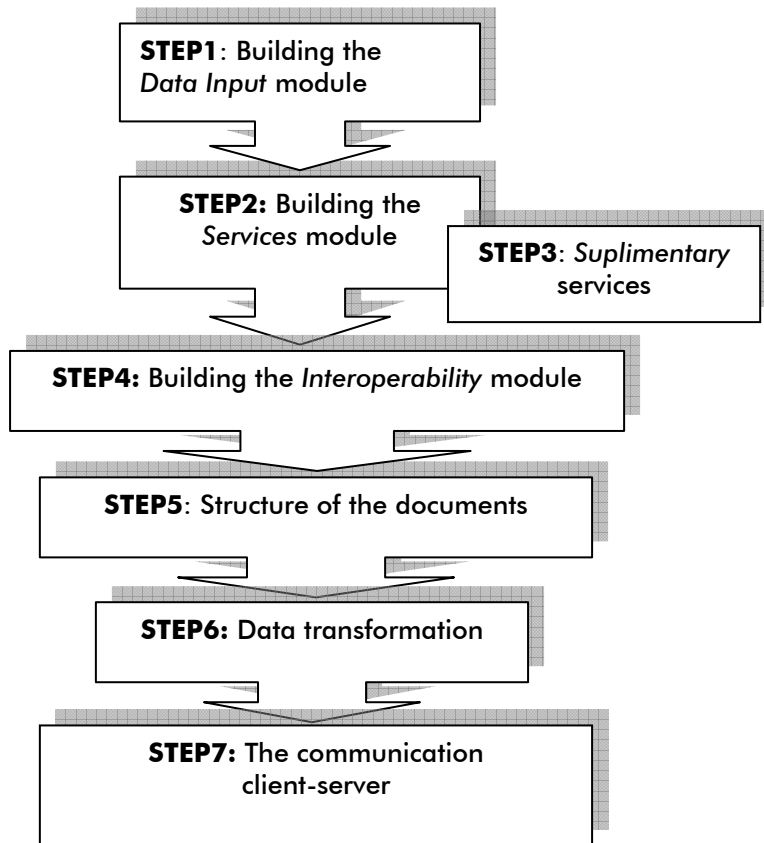 STEP1: Building the
Data Input module
STEP2: Building the
Services module
STEP3: Suplimentary
services
STEP4: Building the Interoperability module
STEP5: Structure of the documents
STEP6: Data transformation
STEP7: The communication
client-server